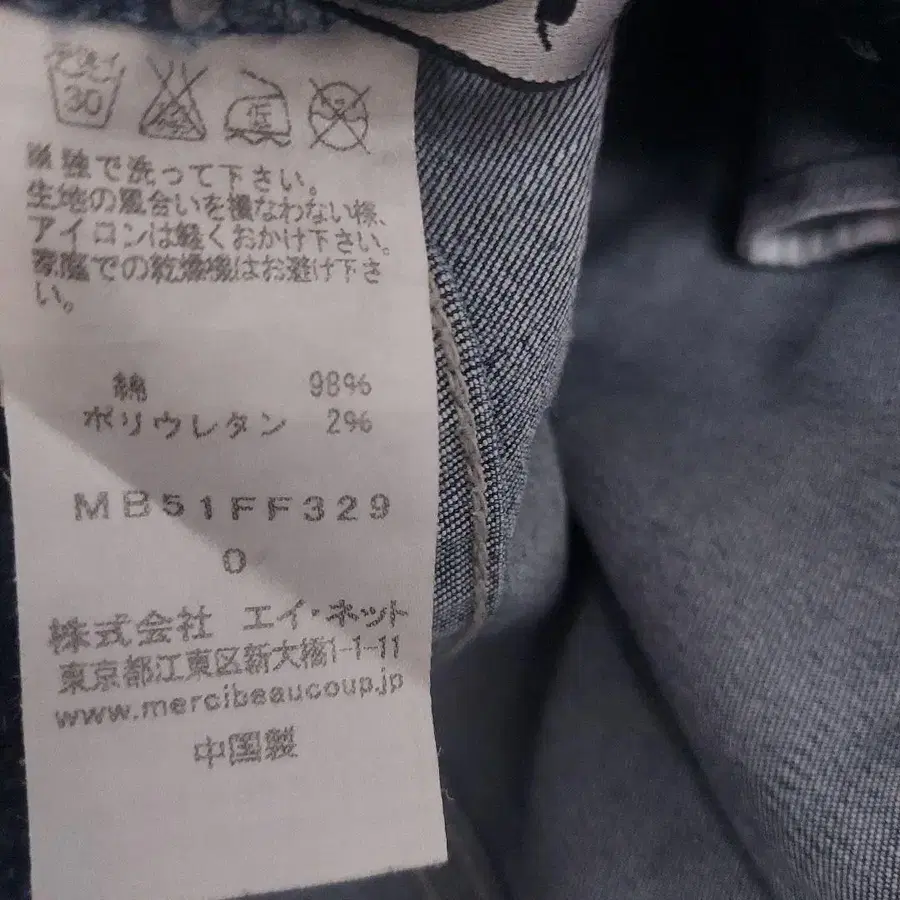 30
低
単独で洗って下さい。
生地の風合いを損なわない様、
アイロンは軽くおかけ下さい。
家庭での乾燥機はお避け下さ
い。
綿 98%
ポリウレタン 2%
MB51FF329
0
株式会社 エイ・ネット
東京都江東区新大橋1-1-11
www.mercibeaucoup.jp
中国製